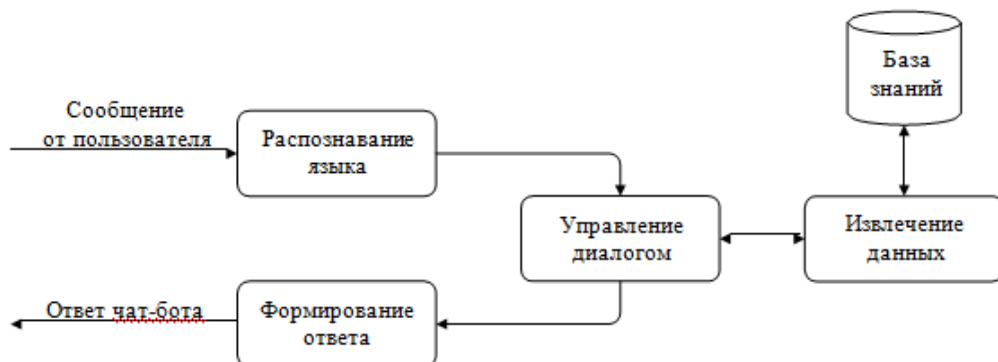 Сообщение
от пользователя
Распознавание
языка
База
знаний
Управление
диалогом
Извлечение
данных
Ответ чат-бота
Формирование
ответа